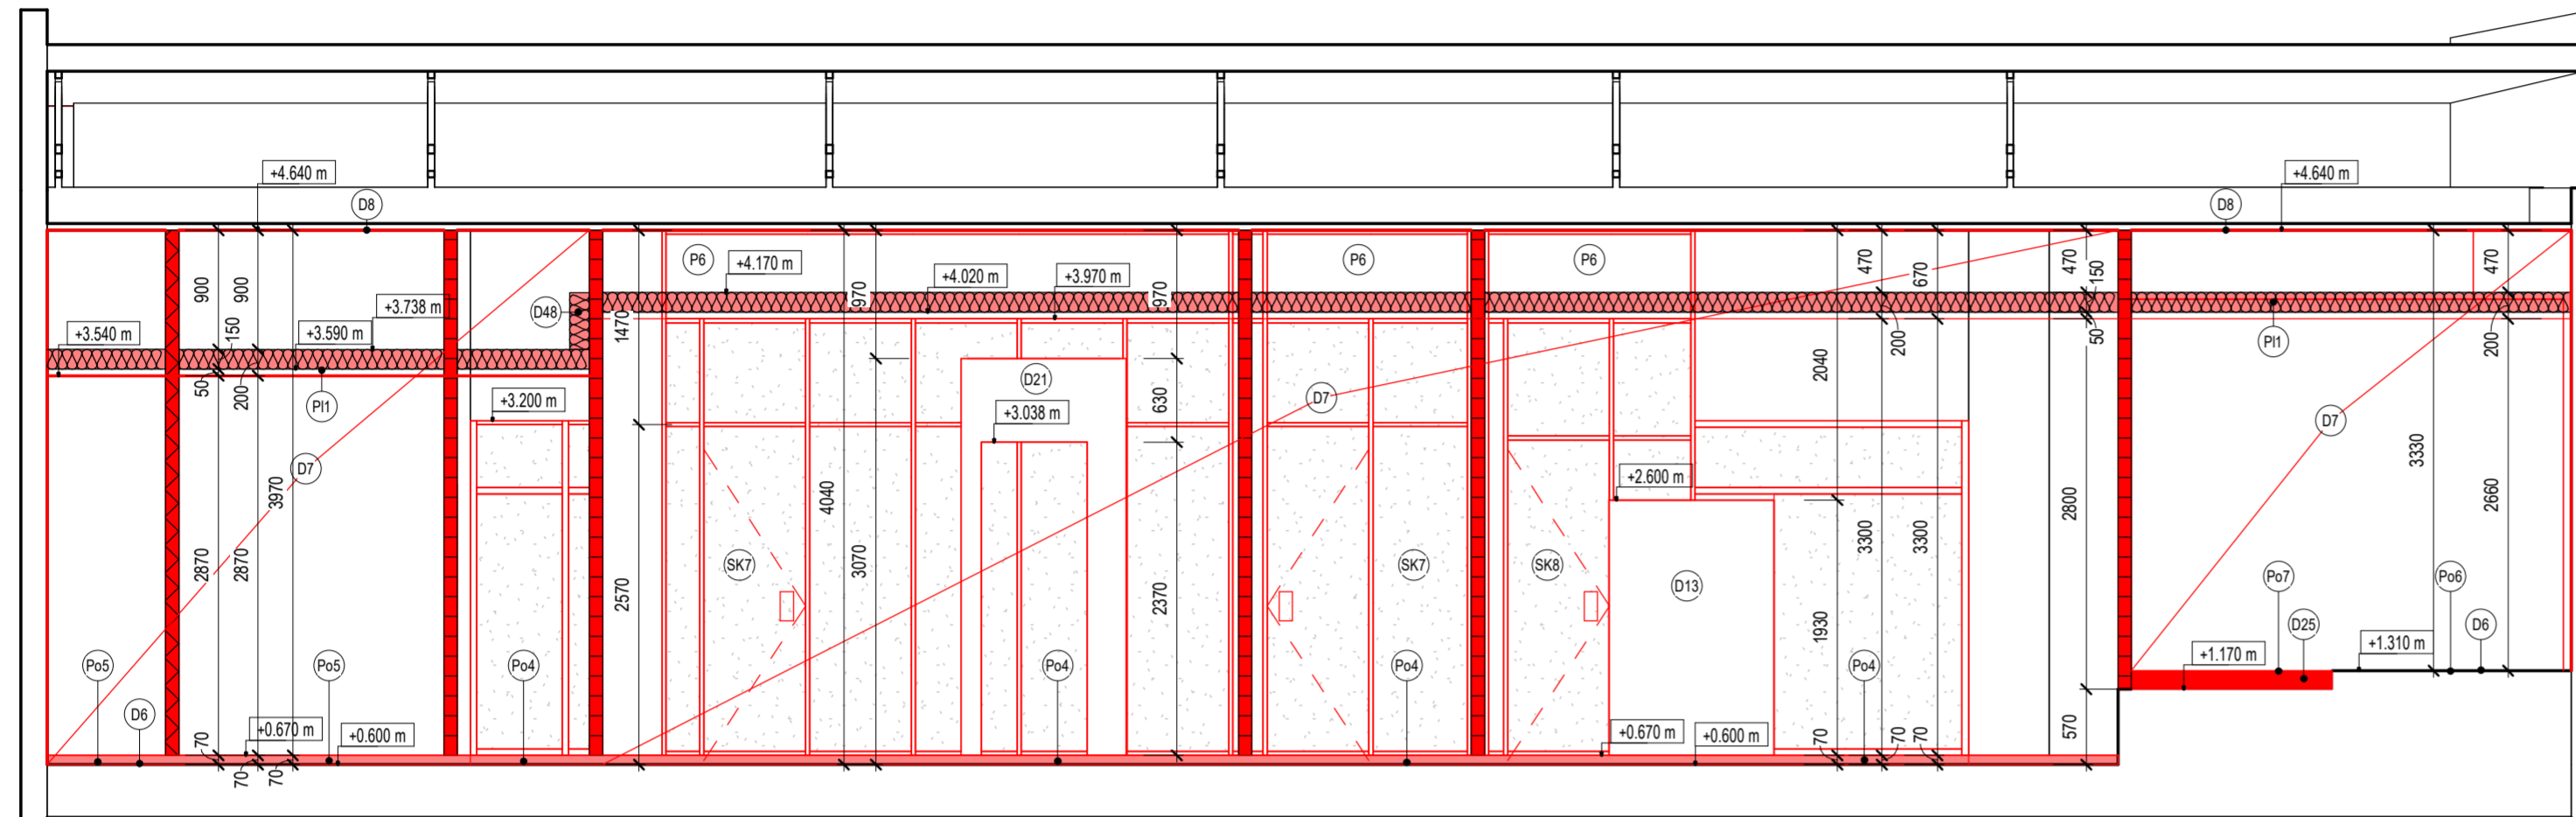 +4.640 m
+4.640 m
D8
D8
P6
P6
P6
+4.170 m
+4.020 m
+3.970 m
900
900
150
+3.738 m
+3.540 m
+3.590 m
50
200
Pl1
D48
1470
970
970
470
670
470
150
470
200
50
200
Pl1
D21
630
D7
2040
+3.200 m
+3.038 m
D7
D7
3970
2870
2870
2570
4040
3070
2370
SK7
SK7
SK8
+2.600 m
D13
1930
3300
3300
2800
3330
2660
Po5
Po5
Po4
Po4
Po4
Po4
Po7
Po6
D25
D6
D6
+1.170 m
+1.310 m
570
+0.670 m
+0.600 m
+0.670 m
+0.600 m
70
70
70
70
70
70